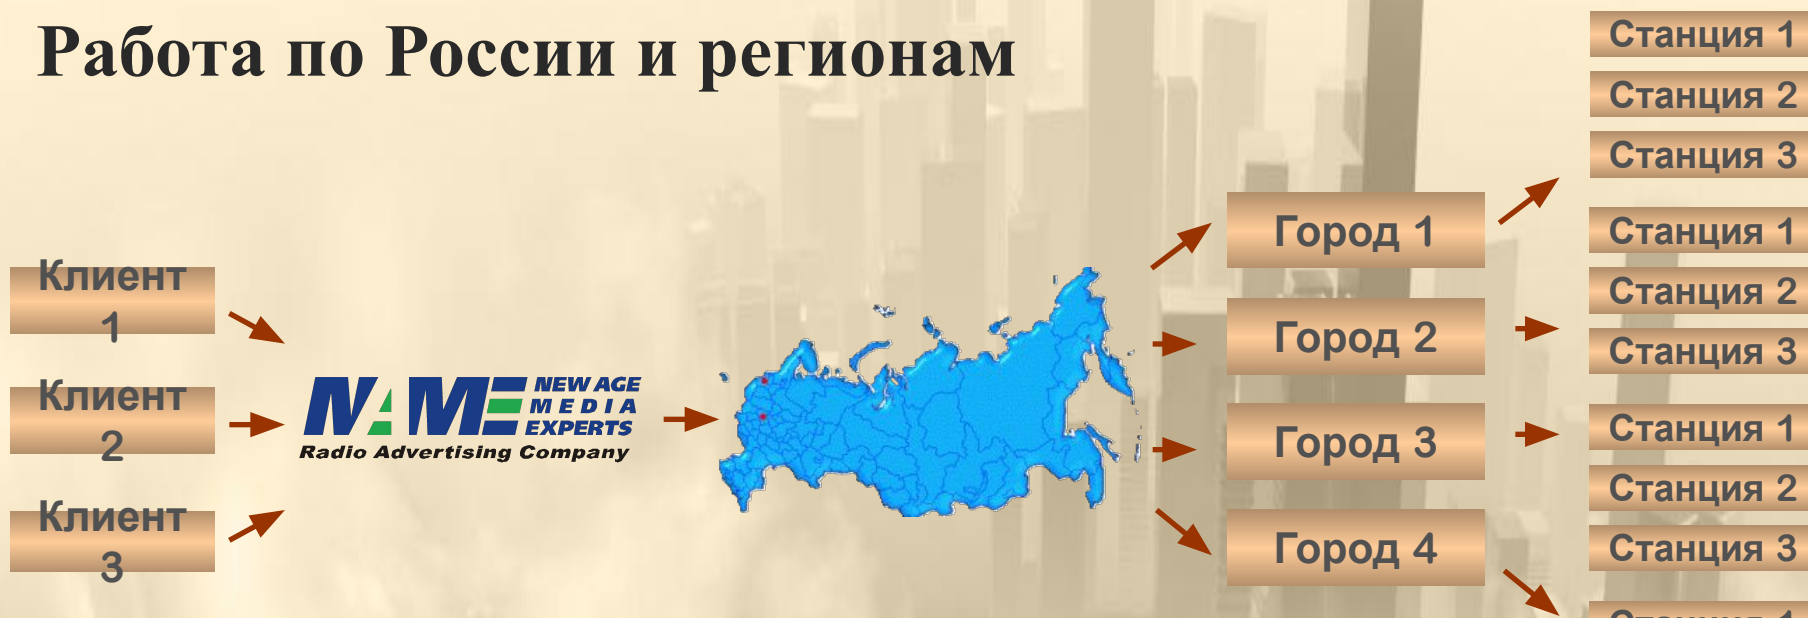 Работа по России и регионам
Клиент
1
Клиент
2
Клиент
3
NAME
NEW AGE
MEDIA
EXPERTS
Radio Advertising Company
Город 1
Город 2
Город 3
Город 4
Станция 1
Станция 2
Станция 3
Станция 1
Станция 2
Станция 3
Станция 1
Станция 2
Станция 3